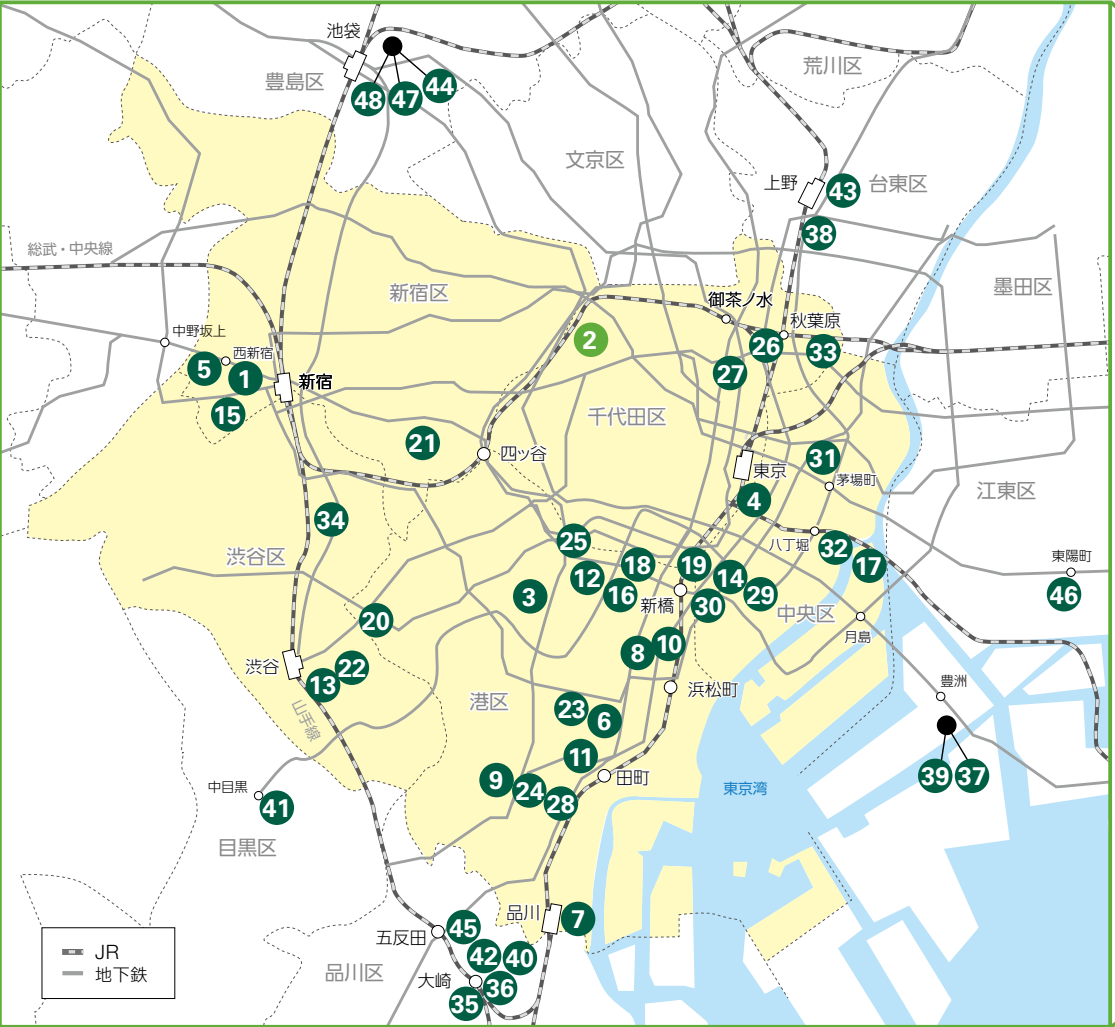 池袋
豊島区
48
47
44
荒川区
文京区
上野
43
台東区
38
総武・中央線
新宿区
御茶ノ水
墨田区
中野坂上
西新宿
2
秋葉原
26
33
5
1
新宿
27
15
千代田区
21
四ッ谷
東京
31
茅場町
4
江東区
34
25
八丁堀
32
17
渋谷区
東陽町
46
3
12
18
16
19
新橋
14
29
30
中央区
20
月島
8
10
渋谷
22
13
港区
浜松町
豊洲
山手線
23
6
11
田町
9
24
28
39
37
東京湾
中目黒
41
目黒区
品川
7
五反田
45
42
40
品川区
大崎
36
35
JR
地下鉄